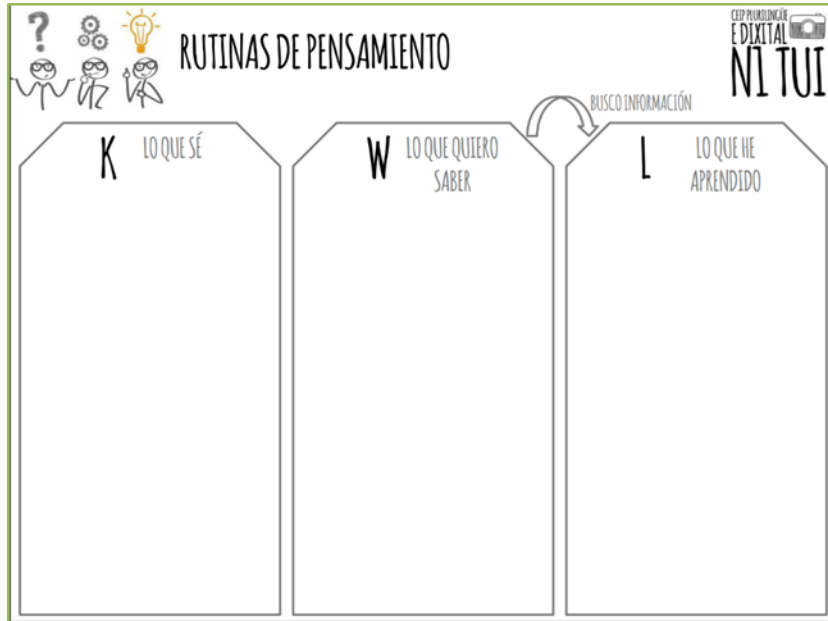 ?
RUTINAS DE PENSAMIENTO
CEIP PLURILINGÜE
E DIXITAL
N1 TUI
BUSCO INFORMACIÓN
K LO QUE SÉ
W LO QUE QUIERO
SABER
L LO QUE HE
APRENDIDO